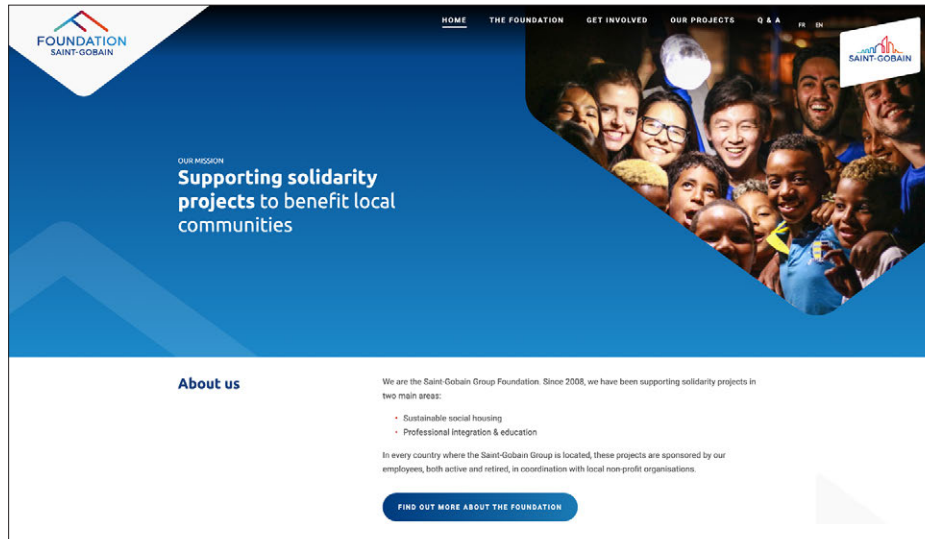 FOUNDATION
SAINT-GOBAIN
HOME THE FOUNDATION GET INVOLVED OUR PROJECTS Q & A FR EN
SAINT-GOBAIN
OUR MISSION
Supporting solidarity
projects to benefit local
communities
About us
We are the Saint-Gobain Group Foundation. Since 2008, we have been supporting solidarity projects in
two main areas:
• Sustainable social housing
• Professional integration & education
In every country where the Saint-Gobain Group is located, these projects are sponsored by our
employees, both active and retired, in coordination with local non-profit organisations.
FIND OUT MORE ABOUT THE FOUNDATION